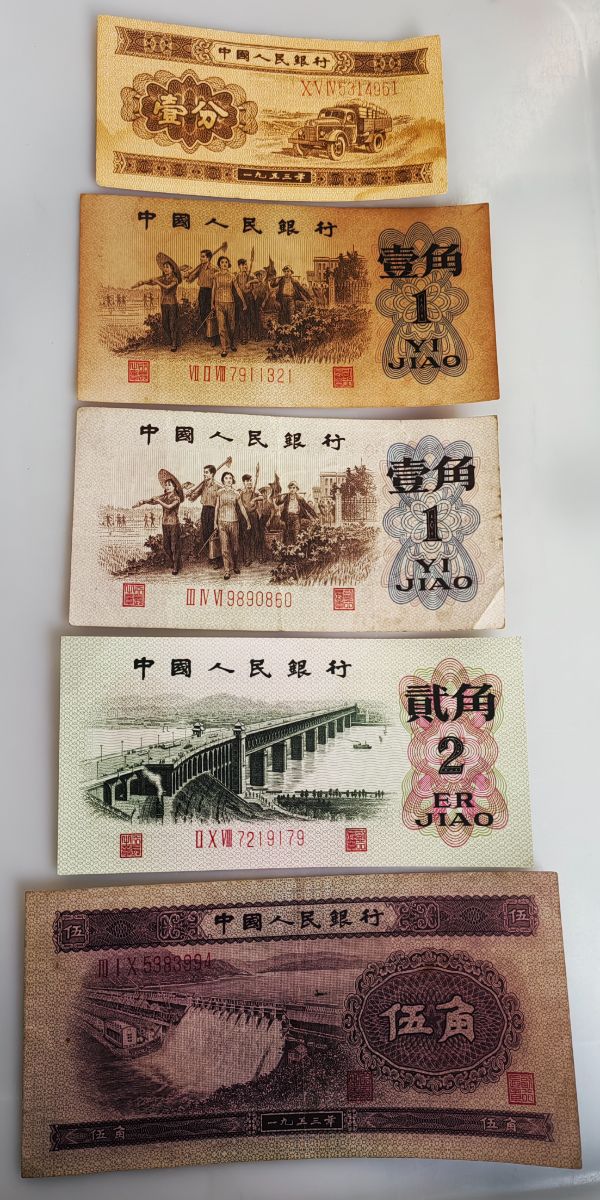 中國人民銀行
XVIV5314961
壹分
一九五三年
中國人民銀行
壹角
1
YI
JIAO
VII II VIII 7911321
中國人民銀行
壹角
1
YI
JIAO
III IV VI 9890860
中國人民銀行
貳角
2
ER
JIAO
II X VIII 7219179
伍 中國人民銀行 伍
III I X 5383994
伍角
伍角 一九五三年 伍角